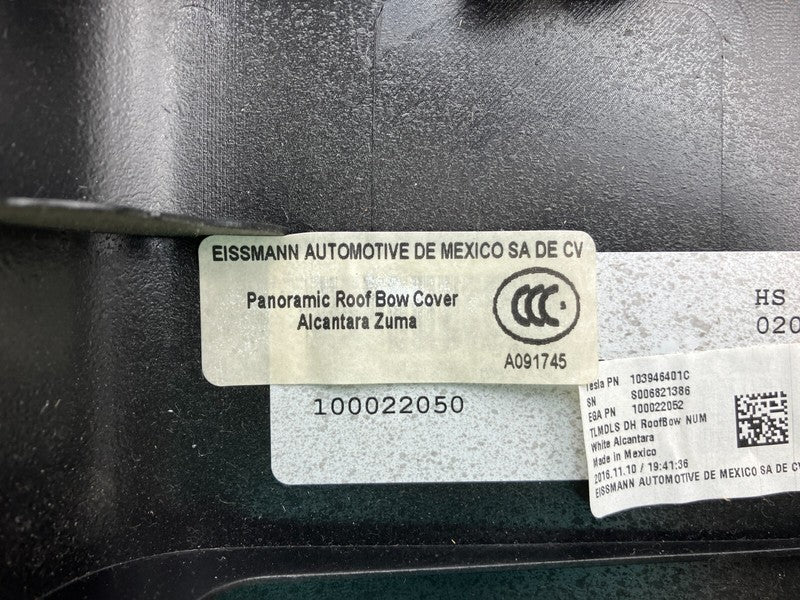 EISSMANN AUTOMOTIVE DE MEXICO SA DE CV
Panoramic Roof Bow Cover
Alcantara Zuma
CCC S
A091745
100022050
HS
020
Tesla PN 103946401C
SN S006821386
EGA PN 100022052
TLMDLS DH RoofBow NUM
White Alcantara
Made in Mexico
2016.11.10 / 19:41:36
EISSMANN AUTOMOTIVE DE MEXICO SA DE CV